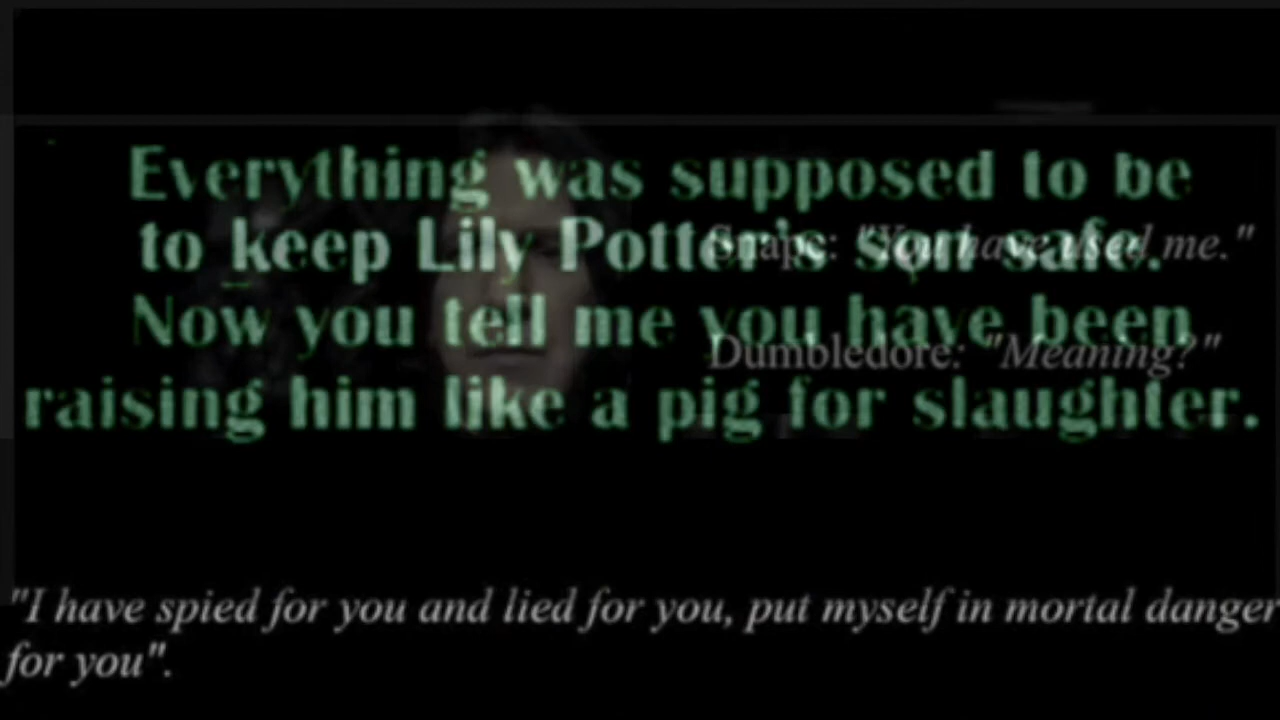 Everything was supposed to be
to keep Lily Potter's son safe.
Snape: "You have used me."
Now you tell me you have been
Dumbledore: "Meaning?"
raising him like a pig for slaughter.
"I have spied for you and lied for you, put myself in mortal danger
for you".